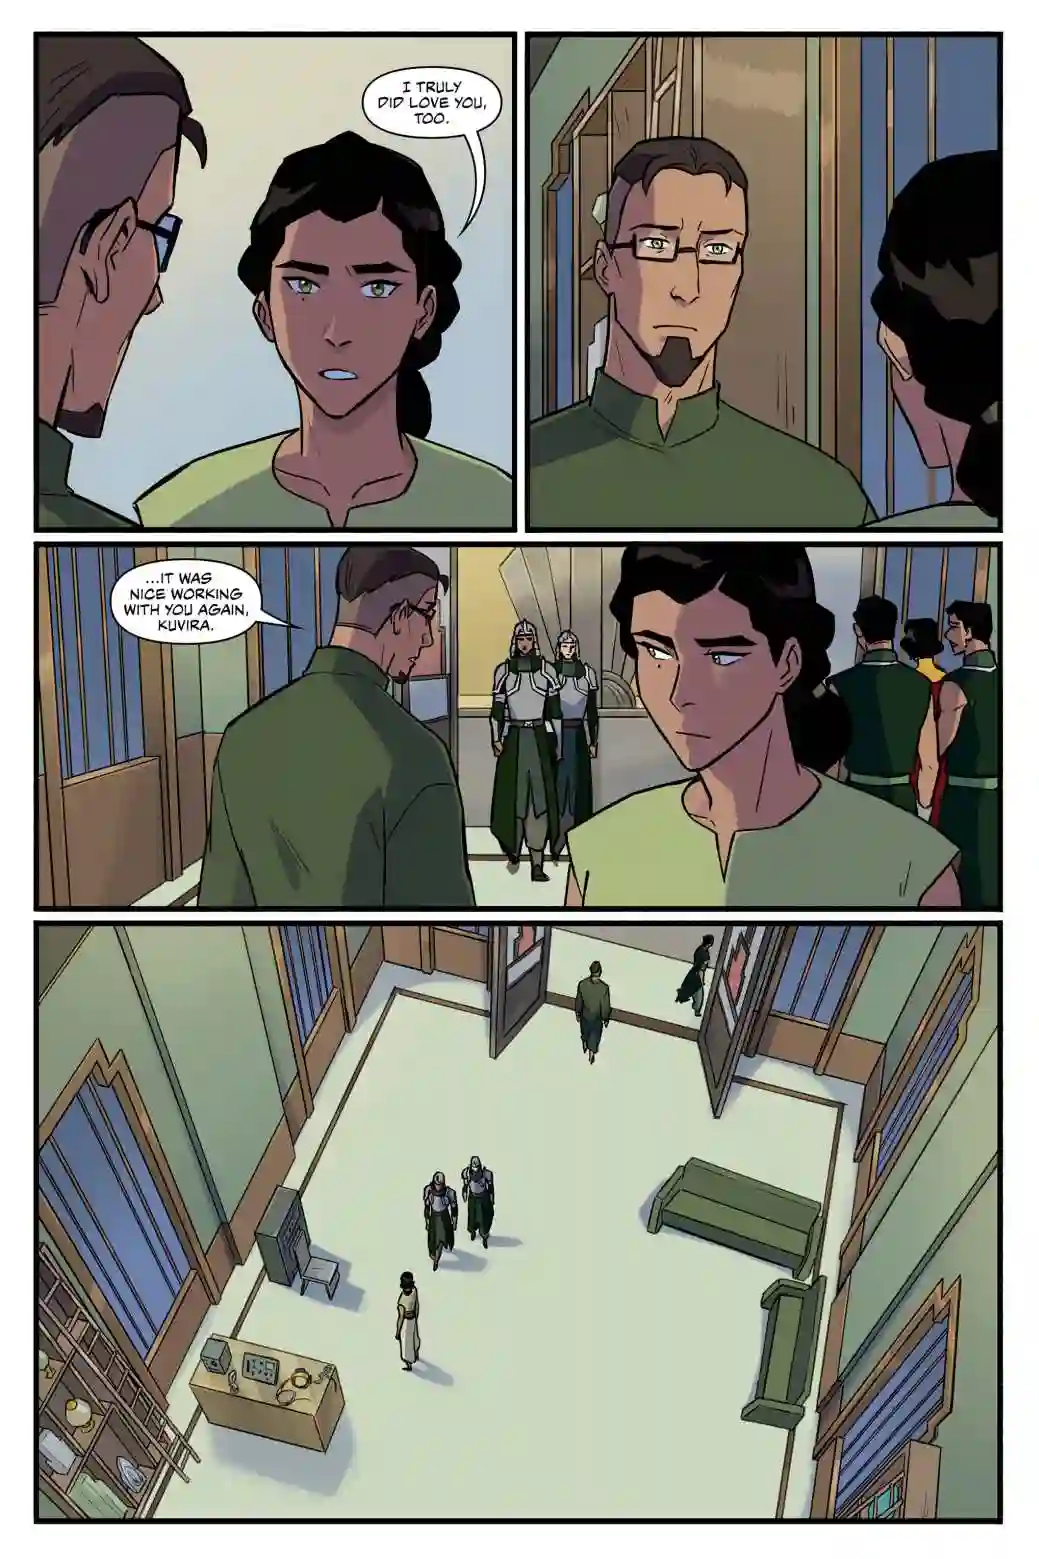 I TRULY
DID LOVE YOU,
TOO.
...IT WAS
NICE WORKING
WITH YOU AGAIN,
KUVIRA.